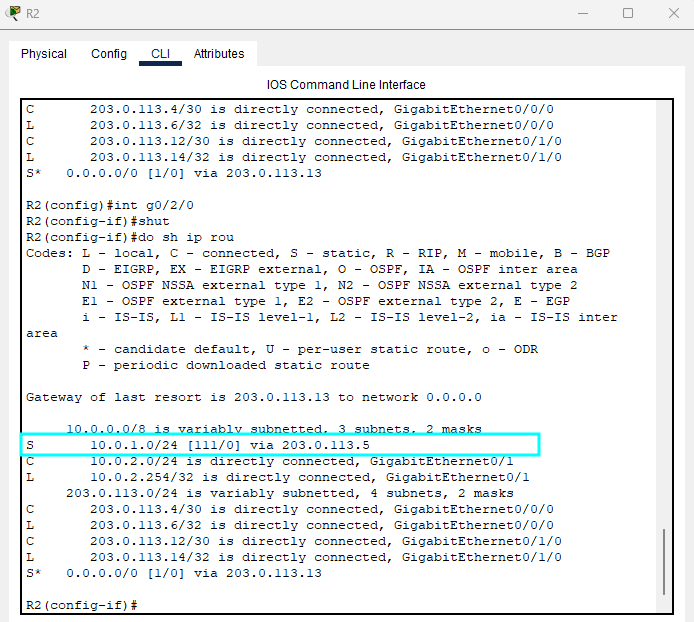 R2
Physical Config CLI Attributes
IOS Command Line Interface
C        203.0.113.4/30 is directly connected, GigabitEthernet0/0/0
L        203.0.113.6/32 is directly connected, GigabitEthernet0/0/0
C        203.0.113.12/30 is directly connected, GigabitEthernet0/1/0
L        203.0.113.14/32 is directly connected, GigabitEthernet0/1/0
S*    0.0.0.0/0 [1/0] via 203.0.113.13
R2(config)#int g0/2/0
R2(config-if)#shut
R2(config-if)#do sh ip rou
Codes: L - local, C - connected, S - static, R - RIP, M - mobile, B - BGP
       D - EIGRP, EX - EIGRP external, O - OSPF, IA - OSPF inter area
       N1 - OSPF NSSA external type 1, N2 - OSPF NSSA external type 2
       E1 - OSPF external type 1, E2 - OSPF external type 2, E - EGP
       i - IS-IS, L1 - IS-IS level-1, L2 - IS-IS level-2, ia - IS-IS inter
area
       * - candidate default, U - per-user static route, o - ODR
       P - periodic downloaded static route
Gateway of last resort is 203.0.113.13 to network 0.0.0.0
     10.0.0.0/8 is variably subnetted, 3 subnets, 2 masks
S       10.0.1.0/24 [111/0] via 203.0.113.5
C       10.0.2.0/24 is directly connected, GigabitEthernet0/1
L       10.0.2.254/32 is directly connected, GigabitEthernet0/1
     203.0.113.0/24 is variably subnetted, 4 subnets, 2 masks
C       203.0.113.4/30 is directly connected, GigabitEthernet0/0/0
L       203.0.113.6/32 is directly connected, GigabitEthernet0/0/0
C       203.0.113.12/30 is directly connected, GigabitEthernet0/1/0
L       203.0.113.14/32 is directly connected, GigabitEthernet0/1/0
S*   0.0.0.0/0 [1/0] via 203.0.113.13
R2(config-if)#